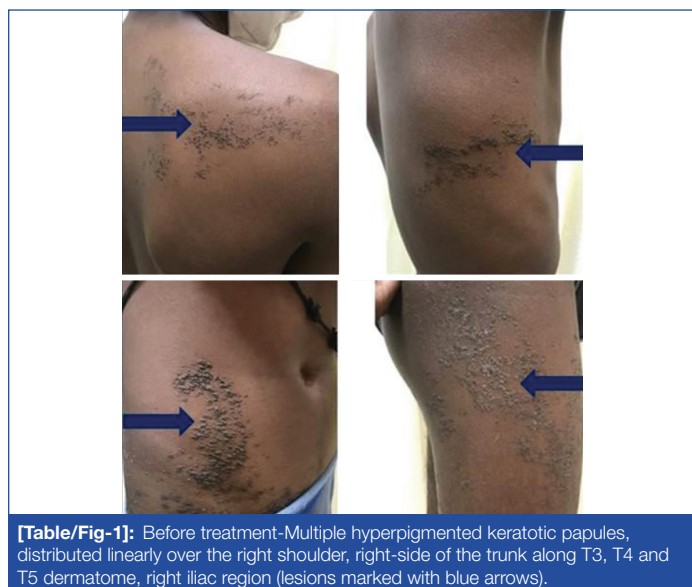 [Table/Fig-1]: Before treatment-Multiple hyperpigmented keratotic papules,
distributed linearly over the right shoulder, right-side of the trunk along T3, T4 and
T5 dermatome, right iliac region (lesions marked with blue arrows).